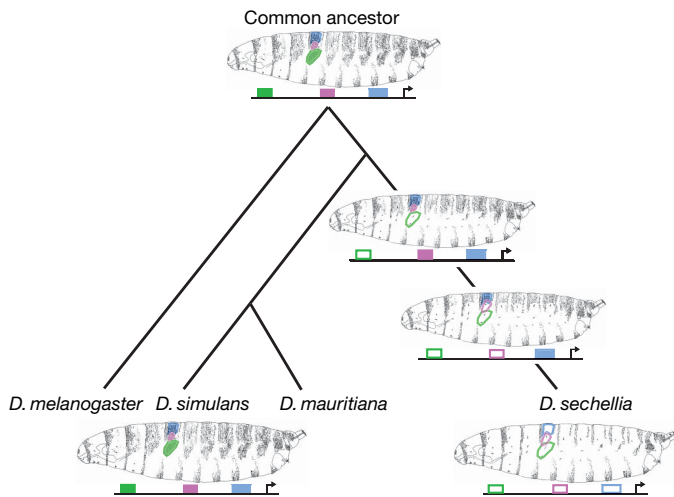 Common ancestor
D. melanogaster D. simulans D. mauritiana D. sechellia